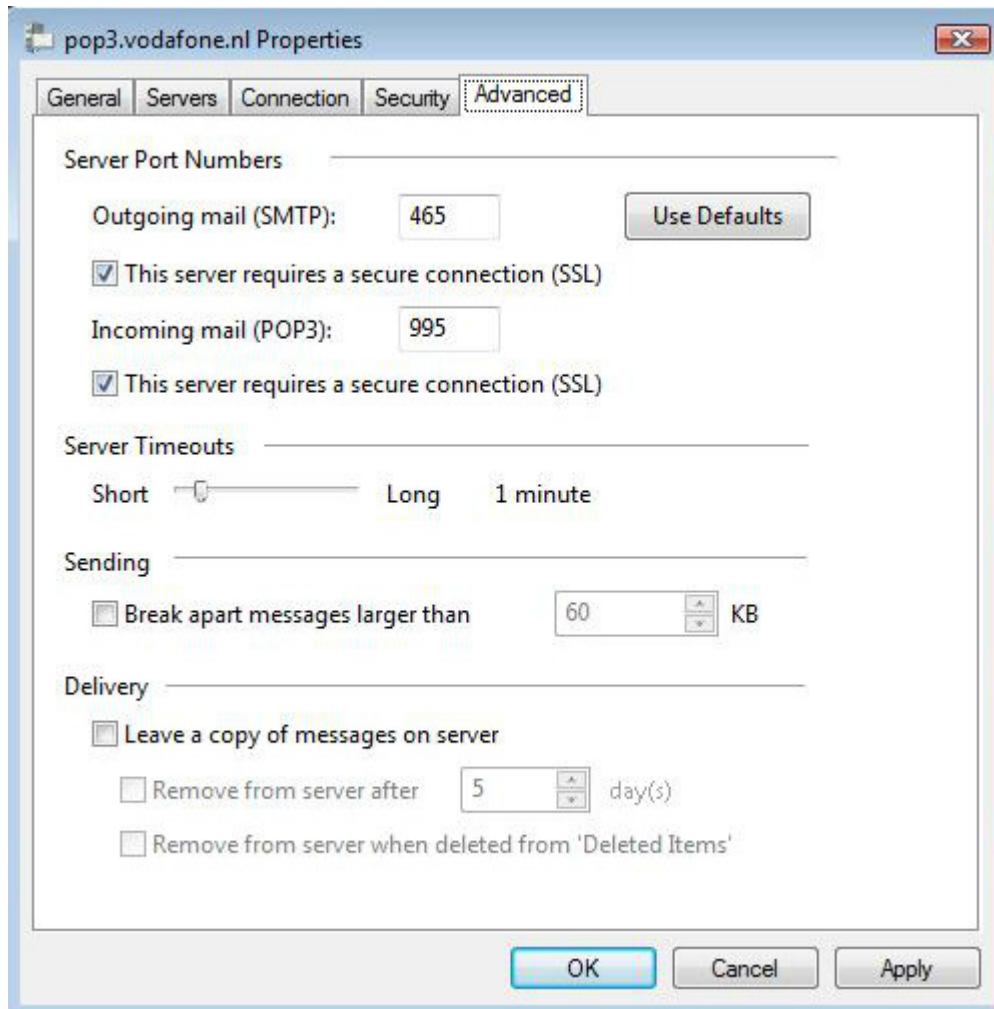 pop3.vodafone.nl Properties
General Servers Connection Security Advanced
Server Port Numbers
Outgoing mail (SMTP): 465 Use Defaults
This server requires a secure connection (SSL)
Incoming mail (POP3): 995
This server requires a secure connection (SSL)
Server Timeouts
Short Long 1 minute
Sending
Break apart messages larger than 60 KB
Delivery
Leave a copy of messages on server
Remove from server after 5 day(s)
Remove from server when deleted from 'Deleted Items'
OK Cancel Apply